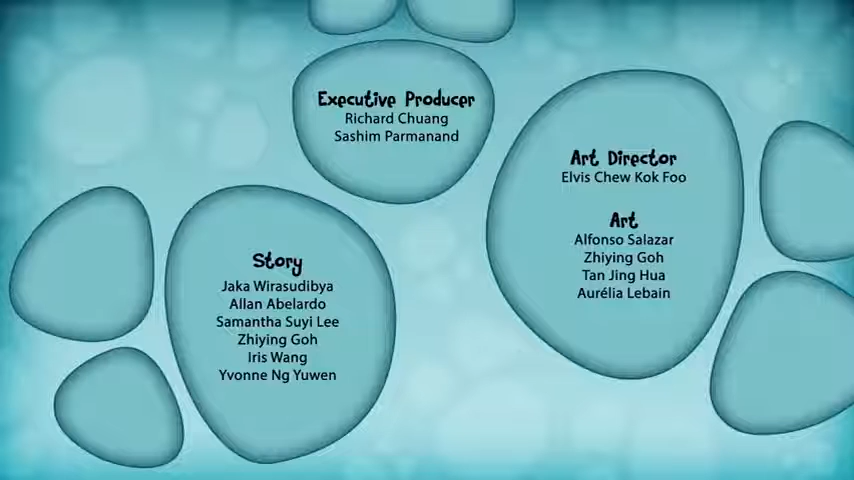 Executive Producer
Richard Chuang
Sashim Parmanand
Art Director
Elvis Chew Kok Foo
Art
Alfonso Salazar
Zhiying Goh
Tan Jing Hua
Aurélia Lebain
Story
Jaka Wirasudibya
Allan Abelardo
Samantha Suyi Lee
Zhiying Goh
Iris Wang
Yvonne Ng Yuwen